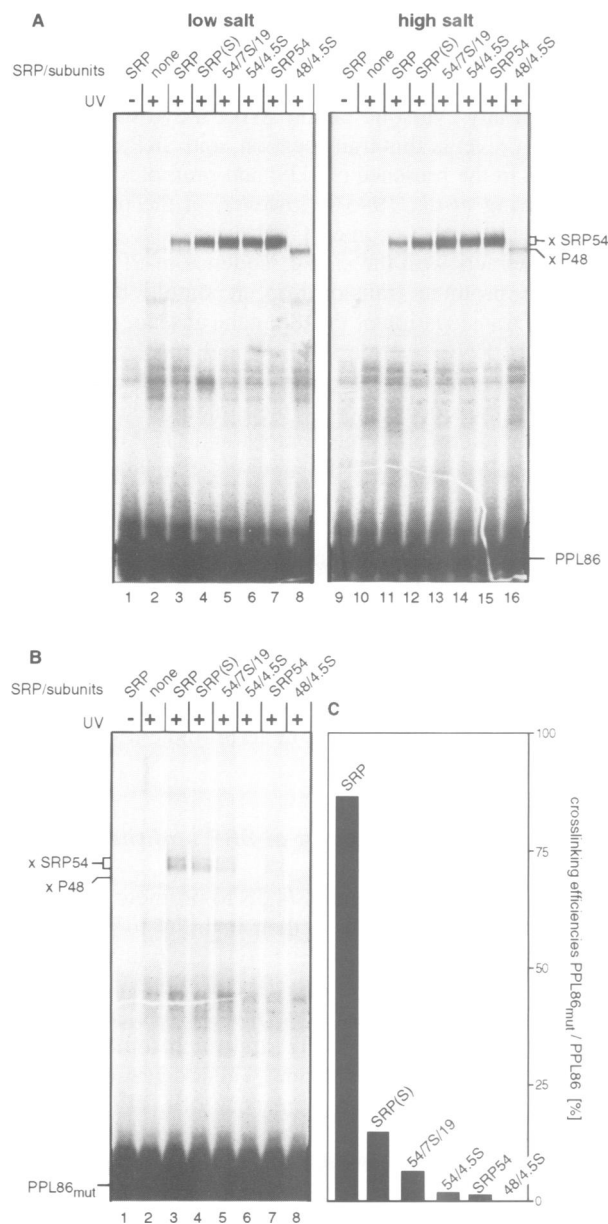 A
low salt
high salt
SRP/subunits
SRP none SRP SRP(S) 54/7S/19 54/4.5S SRP54 48/4.5S
SRP none SRP SRP(S) 54/7S/19 54/4.5S SRP54 48/4.5S
UV - + + + + + + +
- + + + + + + +
x SRP54
x P48
PPL86
1 2 3 4 5 6 7 8
9 10 11 12 13 14 15 16
B
SRP/subunits
SRP none SRP SRP(S) 54/7S/19 54/4.5S SRP54 48/4.5S
UV - + + + + + + +
x SRP54
x P48
PPL86mut
1 2 3 4 5 6 7 8
C
SRP
SRP(S)
54/7S/19
54/4.5S
SRP54
48/4.5S
100
75
50
25
0
crosslinking efficiencies PPL86mut / PPL86 [%]